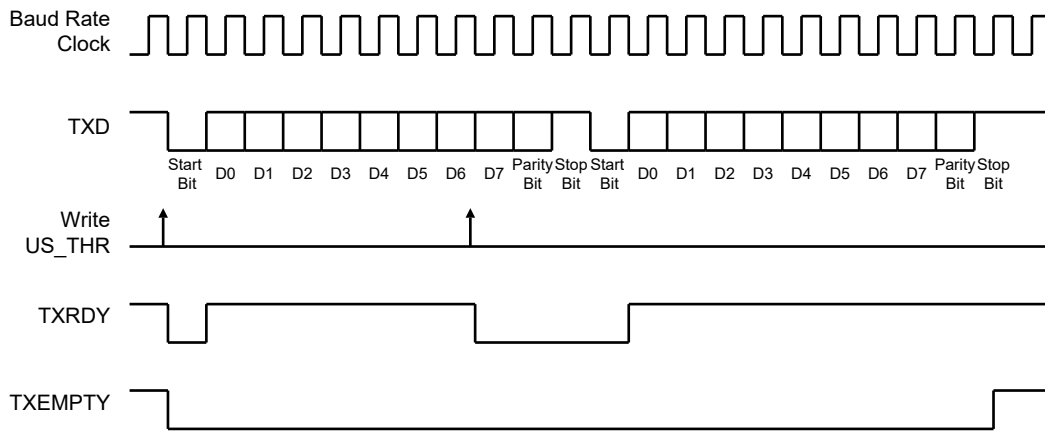 Baud Rate
Clock
TXD
Start
Bit
D0
D1
D2
D3
D4
D5
D6
D7
Parity
Bit
Stop
Bit
Start
Bit
D0
D1
D2
D3
D4
D5
D6
D7
Parity
Bit
Stop
Bit
Write
US_THR
TXRDY
TXEMPTY